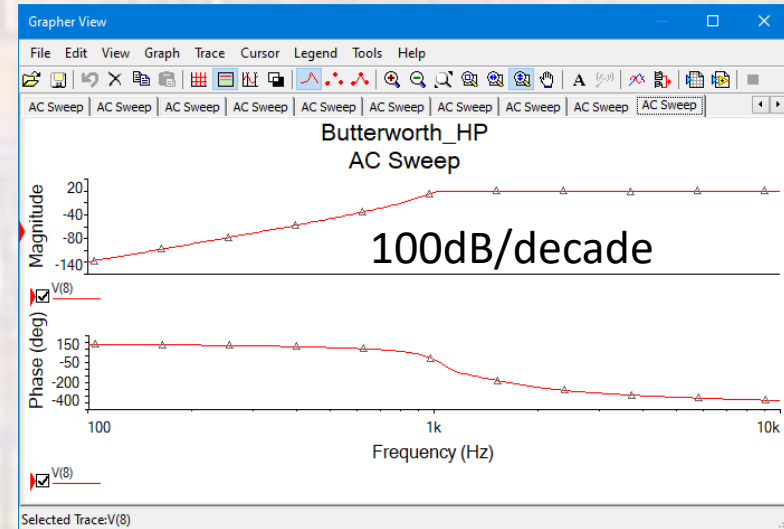 Grapher View
File Edit View Graph Trace Cursor Legend Tools Help
A
AC Sweep AC Sweep AC Sweep AC Sweep AC Sweep AC Sweep AC Sweep AC Sweep AC Sweep AC Sweep
Butterworth_HP
AC Sweep
Magnitude
20
-40
-80
-140
100dB/decade
V(8)
Phase (deg)
150
-50
-200
-400
100 1k 10k
Frequency (Hz)
V(8)
Selected Trace:V(8)